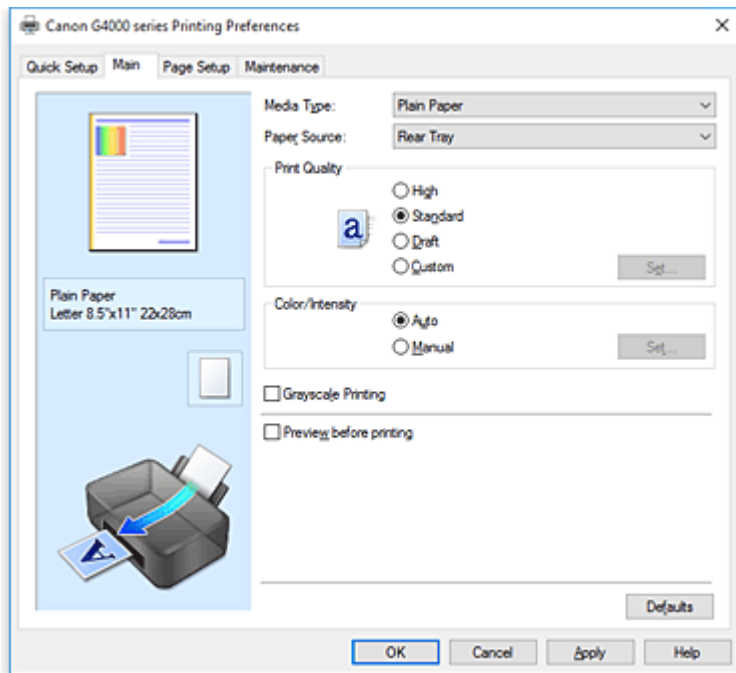 Canon G4000 series Printing Preferences
Quick Setup Main Page Setup Maintenance
Media Type: Plain Paper
Paper Source: Rear Tray
Print Quality
High
a Standard
Draft
Custom Set...
Plain Paper
Letter 8.5"x11" 22x28cm
Color/Intensity
Auto
Manual Set...
Grayscale Printing
Preview before printing
A
Defaults
OK Cancel Apply Help